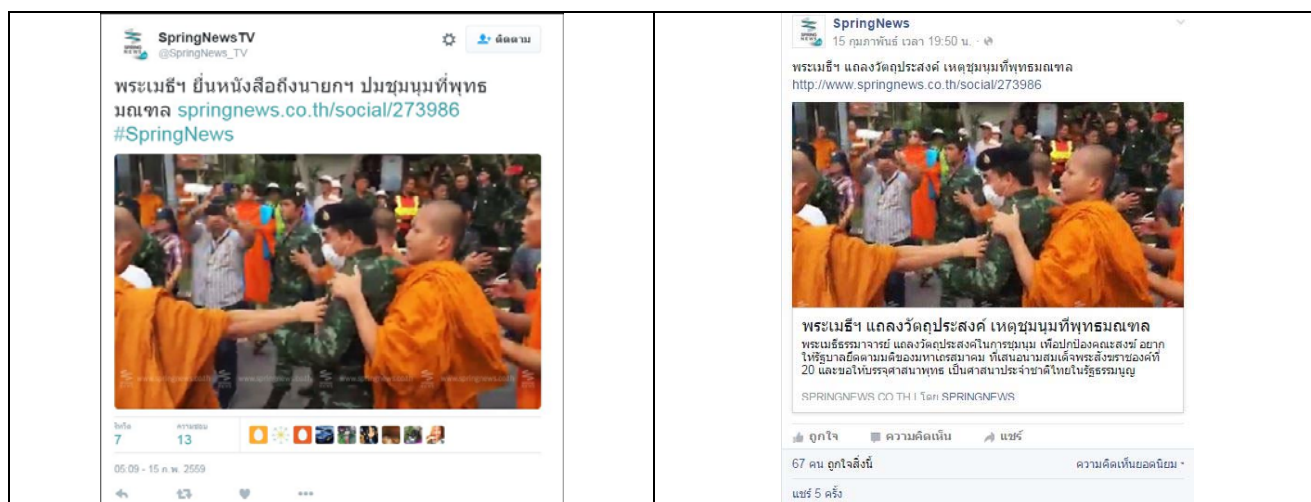 SpringNewsTV
@SpringNews_TV
ติดตาม
พระเมธีฯ ยื่นหนังสือถึงนายกฯ ปมชุมนุมที่พุทธ
มณฑล springnews.co.th/social/273986
#SpringNews
www.springnews.co.th
รีทวีต
ความชอบ
7
13
05:09 - 15 ก.พ. 2559
SpringNews
15 กุมภาพันธ์ เวลา 19:50 น.
พระเมธีฯ แถลงวัตถุประสงค์ เหตุชุมนุมที่พุทธมณฑล
http://www.springnews.co.th/social/273986
พระเมธีฯ แถลงวัตถุประสงค์ เหตุชุมนุมที่พุทธมณฑล
พระเมธีธรรมาจารย์ แถลงวัตถุประสงค์ในการชุมนุม เพื่อปกป้องคณะสงฆ์ อยาก
ให้รัฐบาลยึดตามมติของมหาเถรสมาคม ที่เสนอนามสมเด็จพระสังฆราชองค์ที่
20 และขอให้บรรจุศาสนาพุทธ เป็นศาสนาประจำชาติไทยในรัฐธรรมนูญ
SPRINGNEWS.CO.TH | โดย SPRINGNEWS
ถูกใจ ความคิดเห็น แชร์
67 คน ถูกใจสิ่งนี้
ความคิดเห็นยอดนิยม
แชร์ 5 ครั้ง